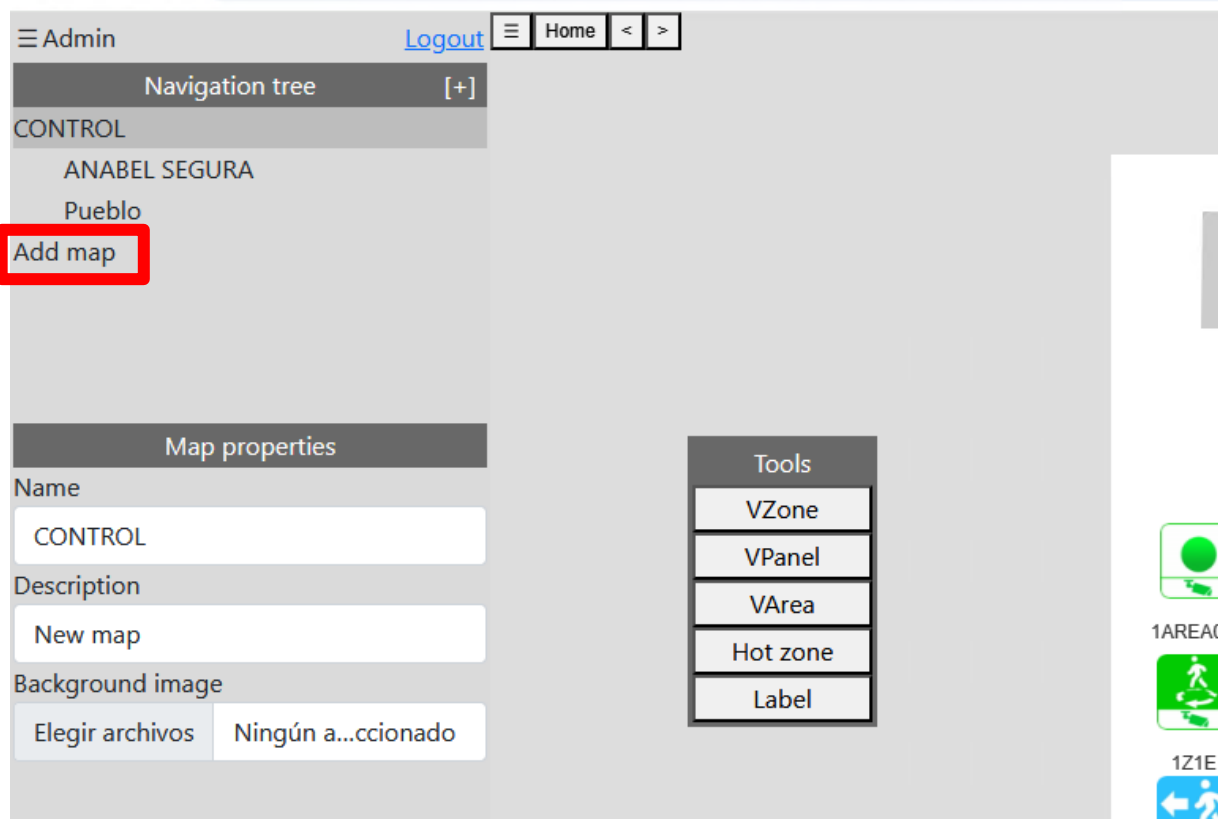 ☰ Admin Logout ☰ Home < >
Navigation tree [+]
CONTROL
ANABEL SEGURA
Pueblo
Add map
Map properties
Name
CONTROL
Description
New map
Background image
Elegir archivos Ningún a...ccionado
Tools
VZone
VPanel
VArea
Hot zone
Label
1Z1E